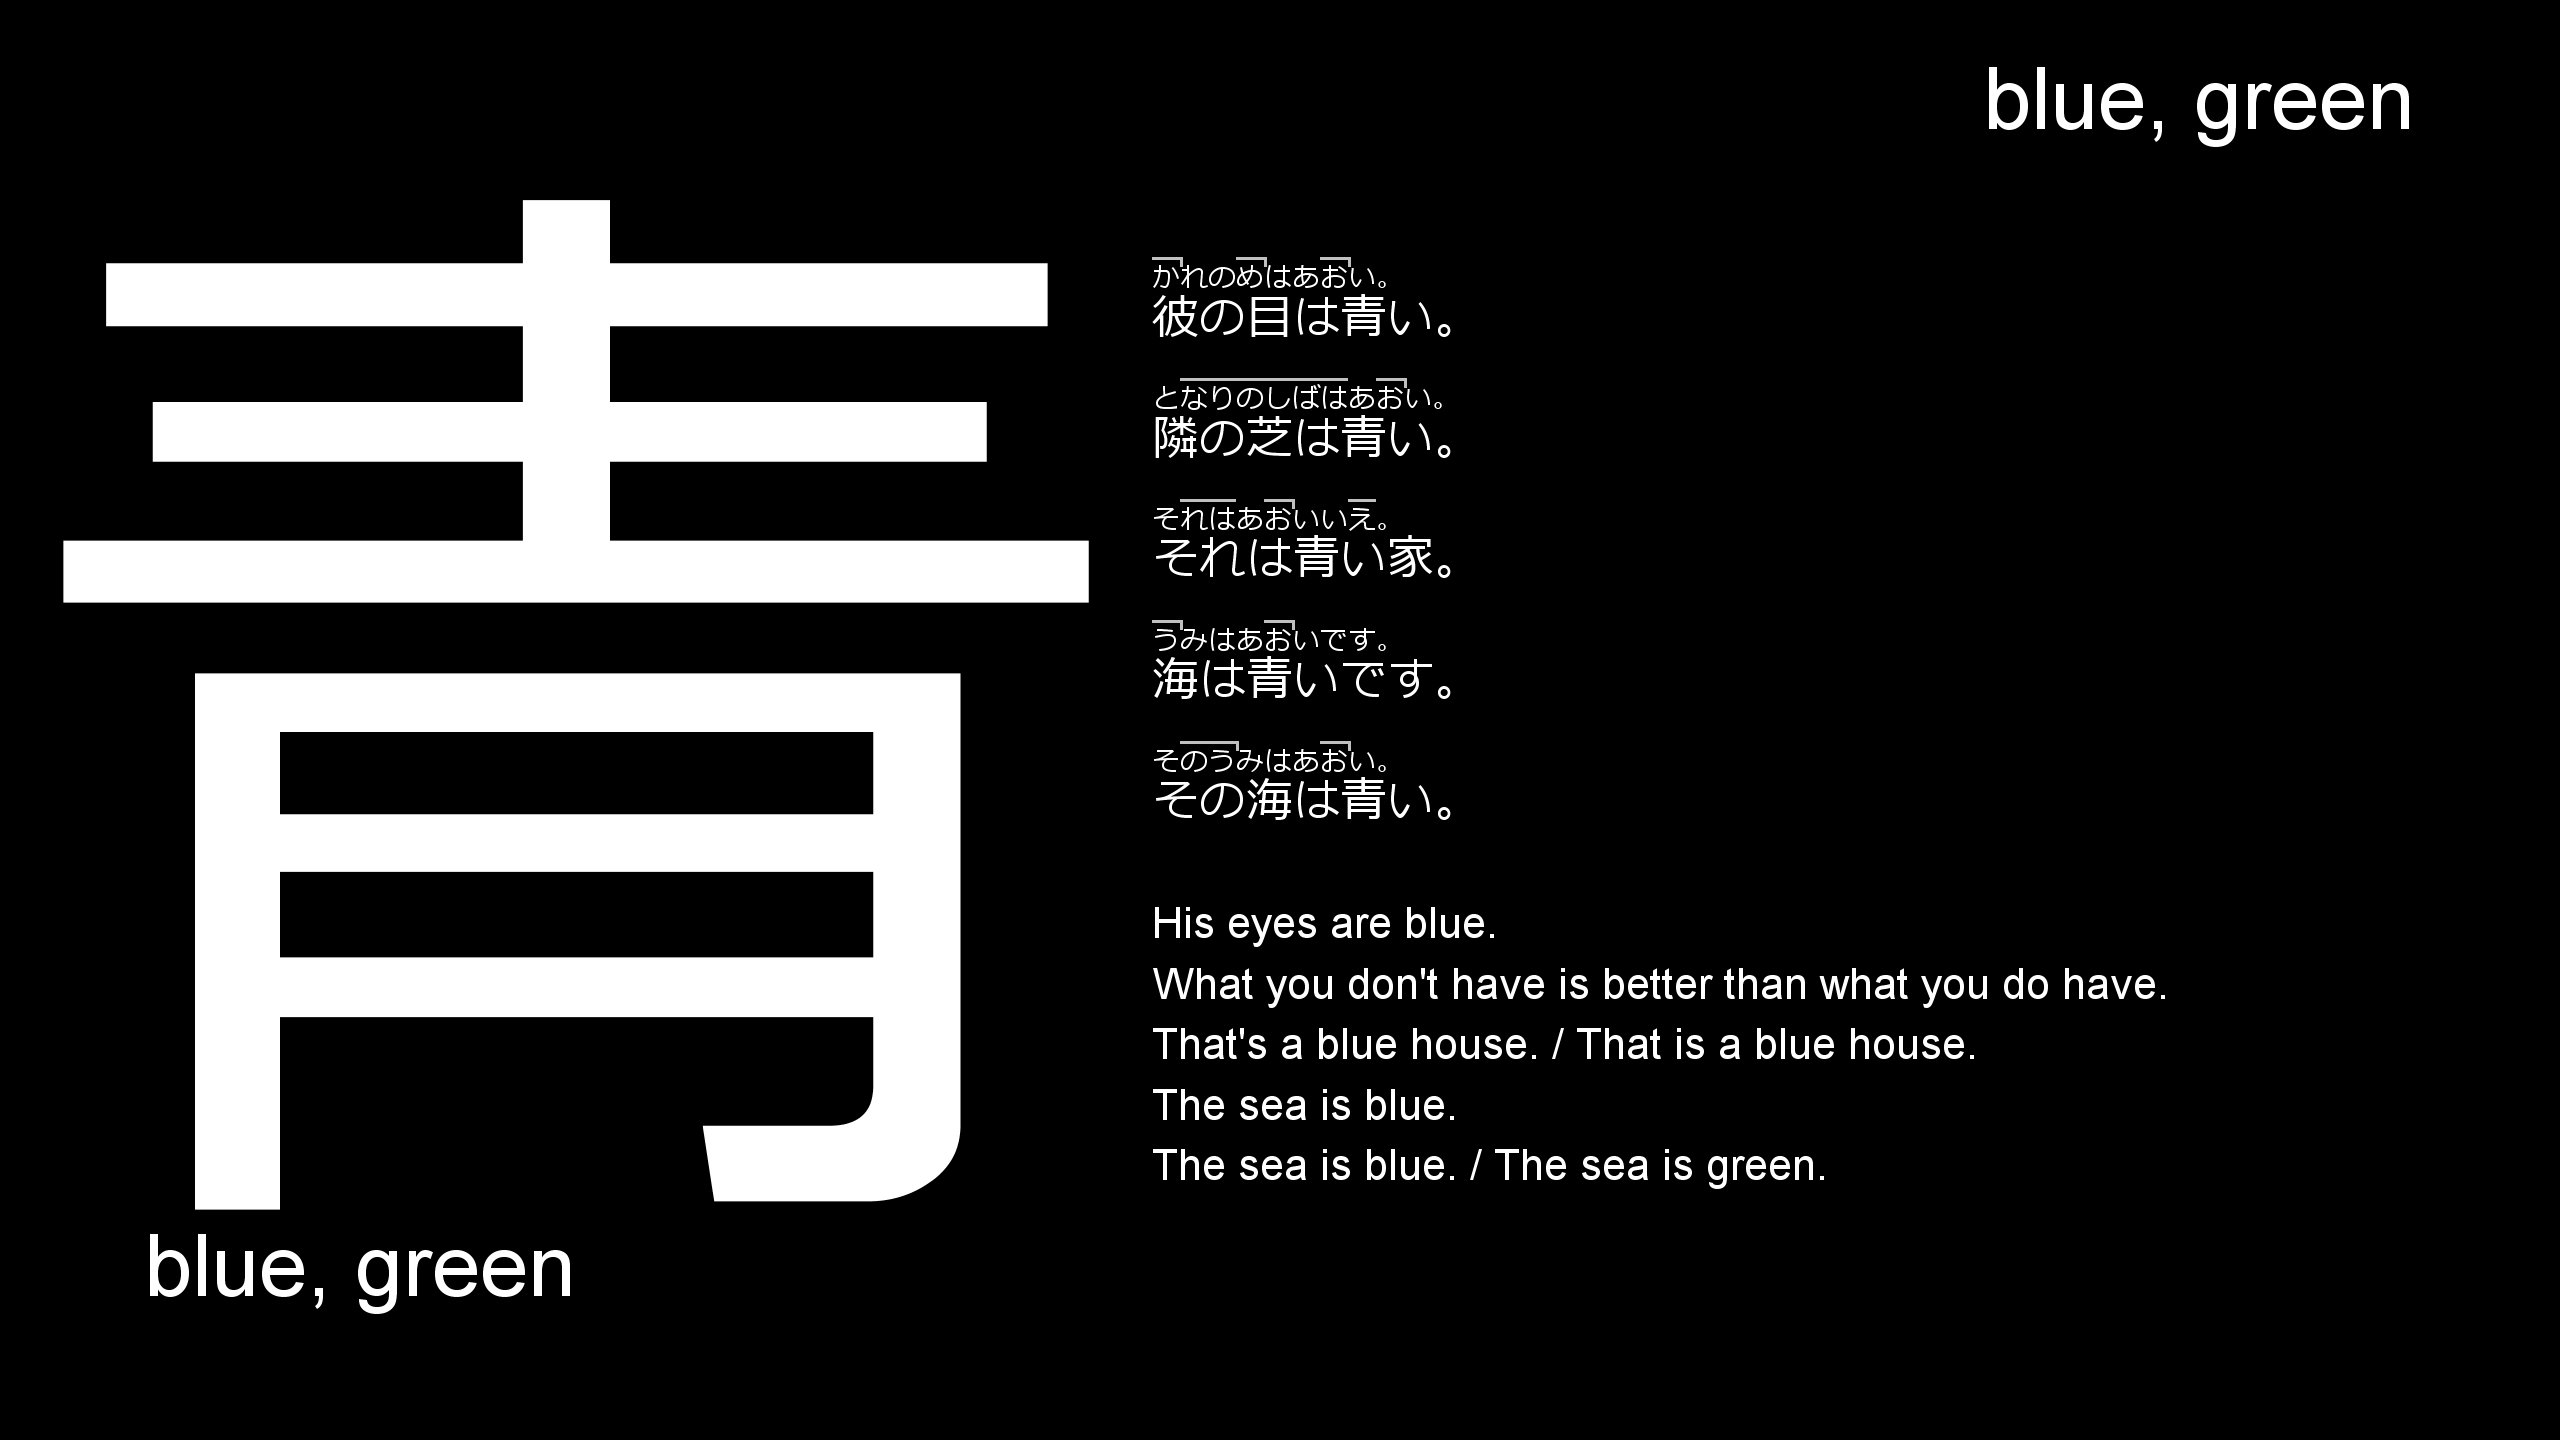 blue, green
青
かれのめはあおい。
彼の目は青い。
となりのしばはあおい。
隣の芝は青い。
それはあおいいえ。
それは青い家。
うみはあおいです。
海は青いです。
そのうみはあおい。
その海は青い。
His eyes are blue.
What you don't have is better than what you do have.
That's a blue house. / That is a blue house.
The sea is blue.
The sea is blue. / The sea is green.
blue, green